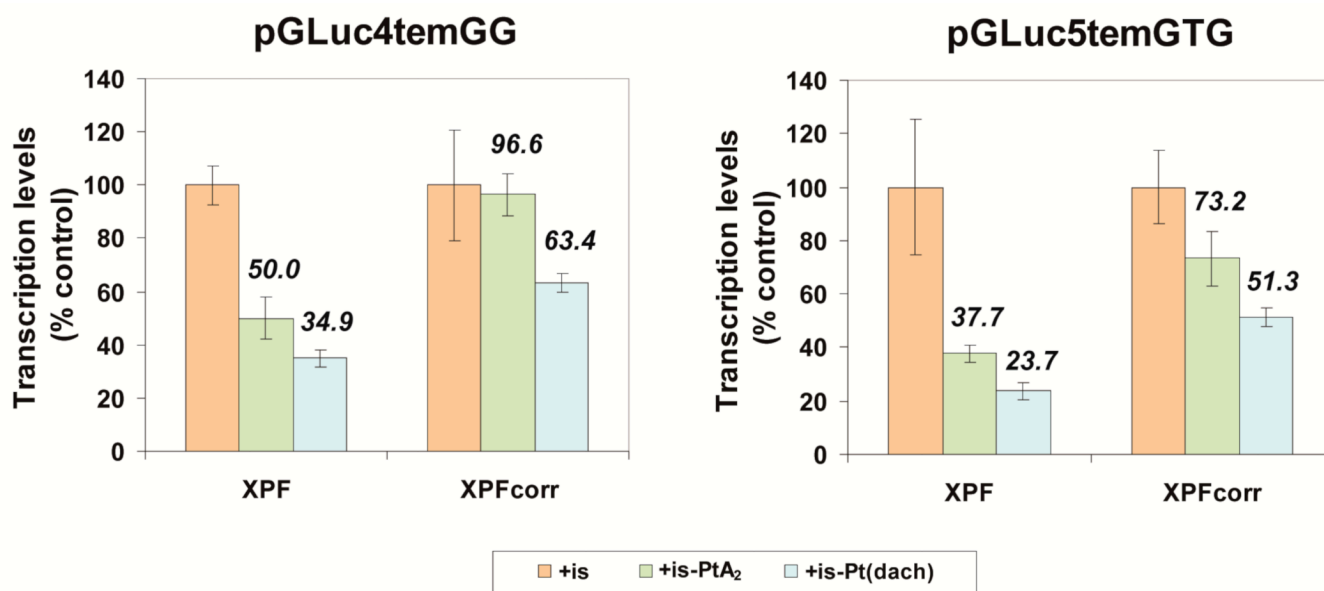 pGLuc4temGG
Transcription levels
(% control)
140
120
100
80
60
40
20
0
50.0
34.9
96.6
63.4
XPF
XPFcorr
pGLuc5temGTG
Transcription levels
(% control)
140
120
100
80
60
40
20
0
37.7
23.7
73.2
51.3
XPF
XPFcorr
+is +is-PtA₂ +is-Pt(dach)